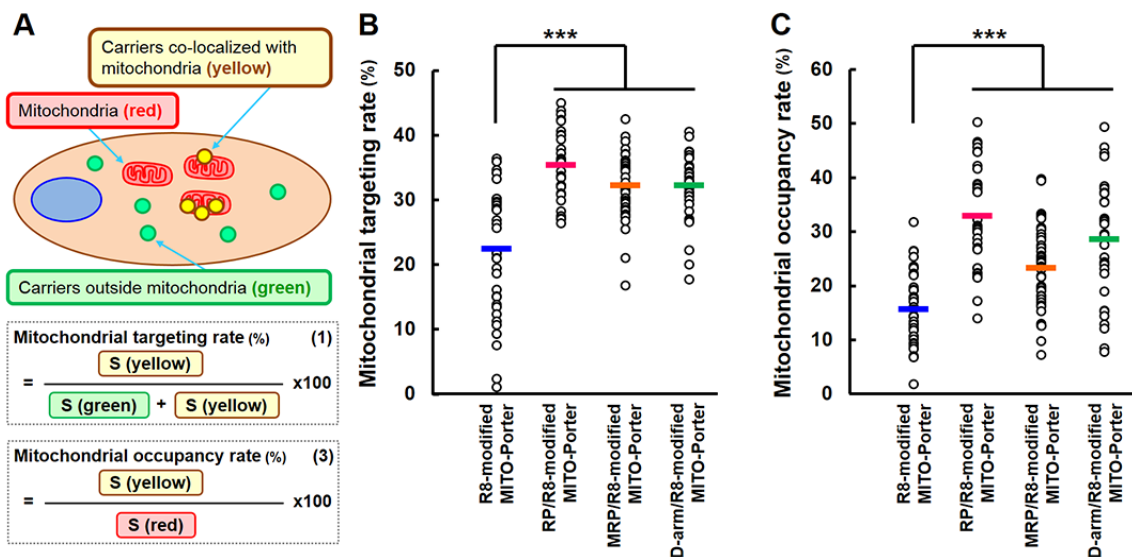 A
Carriers co-localized with
mitochondria (yellow)
Mitochondria (red)
Carriers outside mitochondria (green)
Mitochondrial targeting rate (%) (1)
S (yellow)
= x100
S (green) + S (yellow)
Mitochondrial occupancy rate (%) (3)
S (yellow)
= x100
S (red)
B
***
Mitochondrial targeting rate (%)
50
40
30
20
10
0
R8-modified
MITO-Porter
RP/R8-modified
MITO-Porter
MRP/R8-modified
MITO-Porter
D-arm/R8-modified
MITO-Porter
C
***
Mitochondrial occupancy rate (%)
60
50
40
30
20
10
0
R8-modified
MITO-Porter
RP/R8-modified
MITO-Porter
MRP/R8-modified
MITO-Porter
D-arm/R8-modified
MITO-Porter